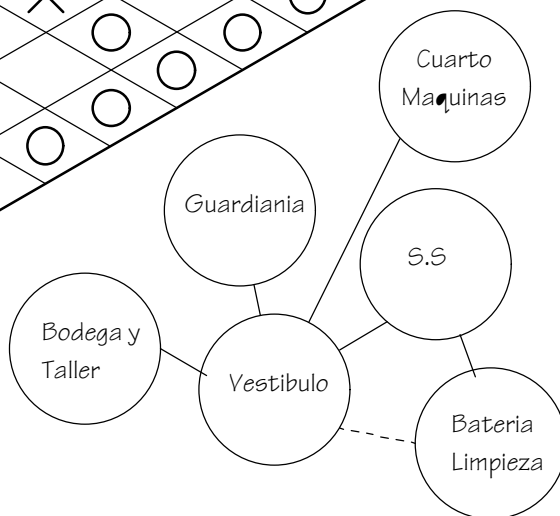 Cuarto
Maquinas
Guardiania
S.S
Bodega y
Taller
Vestibulo
Bateria
Limpieza